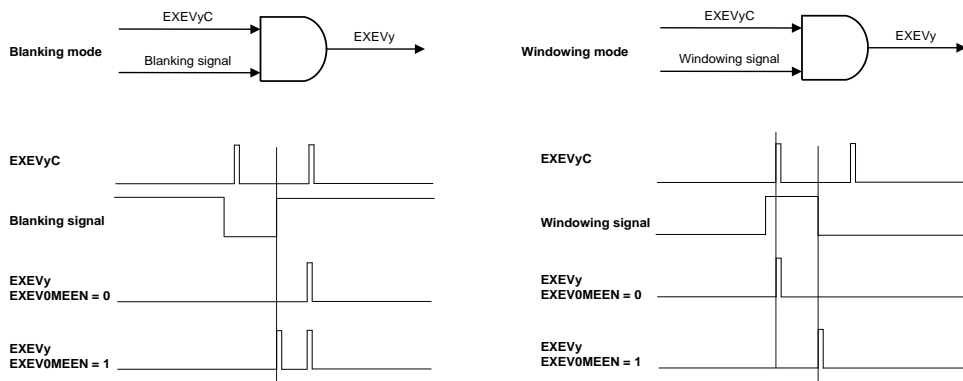 EXEVyC
Blanking mode
EXEVy
Blanking signal
EXEVyC
Blanking signal
EXEVy
EXEV0MEEN = 0
EXEVy
EXEV0MEEN = 1
EXEVyC
Windowing mode
EXEVy
Windowing signal
EXEVyC
Windowing signal
EXEVy
EXEV0MEEN = 0
EXEVy
EXEV0MEEN = 1